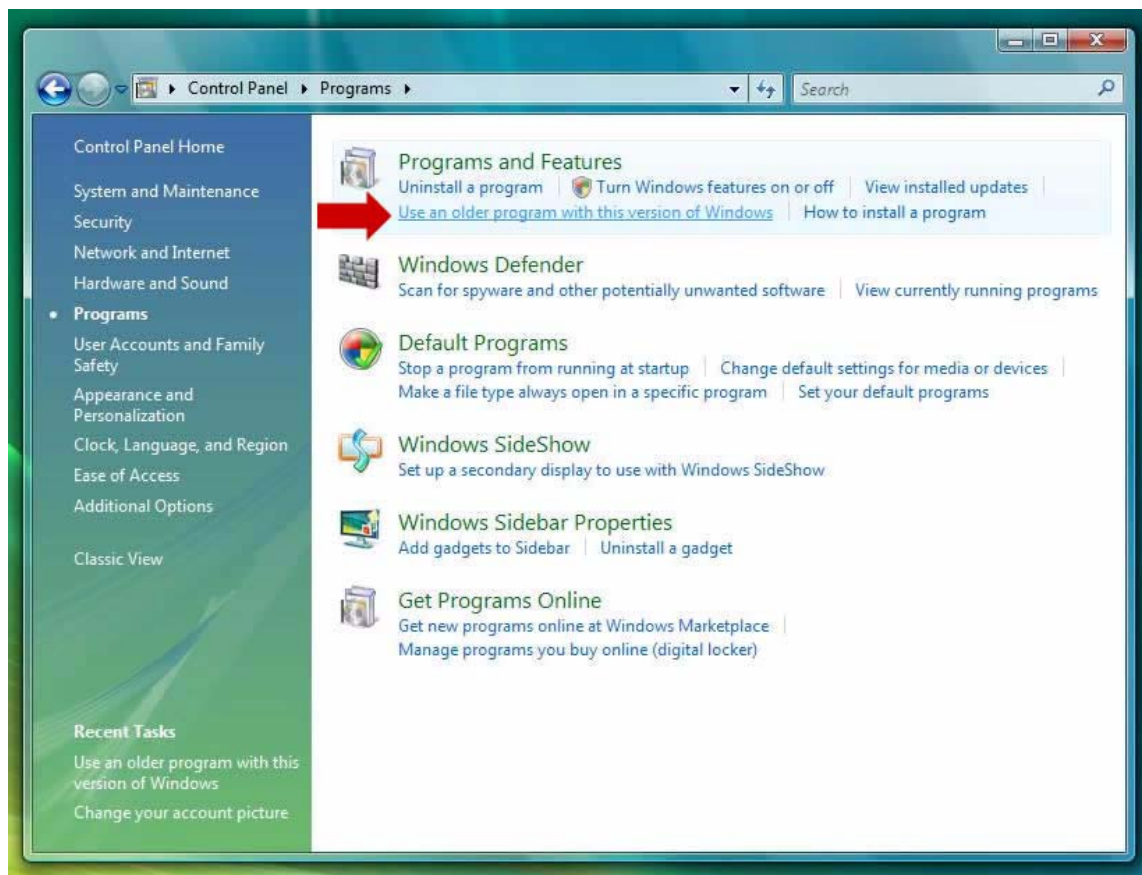 Control Panel ▸ Programs ▸
Search
Control Panel Home
System and Maintenance
Security
Network and Internet
Hardware and Sound
Programs
User Accounts and Family
Safety
Appearance and
Personalization
Clock, Language, and Region
Ease of Access
Additional Options
Classic View
Recent Tasks
Use an older program with this
version of Windows
Change your account picture
Programs and Features
Uninstall a program | Turn Windows features on or off | View installed updates |
Use an older program with this version of Windows | How to install a program
Windows Defender
Scan for spyware and other potentially unwanted software | View currently running programs
Default Programs
Stop a program from running at startup | Change default settings for media or devices |
Make a file type always open in a specific program | Set your default programs
Windows SideShow
Set up a secondary display to use with Windows SideShow
Windows Sidebar Properties
Add gadgets to Sidebar | Uninstall a gadget
Get Programs Online
Get new programs online at Windows Marketplace |
Manage programs you buy online (digital locker)